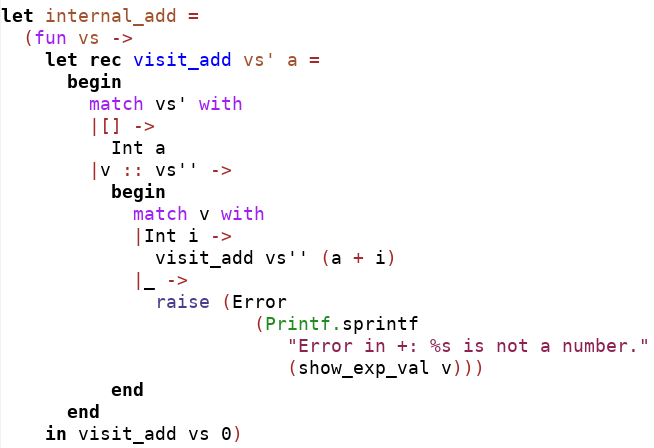 let internal_add =
  (fun vs ->
    let rec visit_add vs' a =
      begin
        match vs' with
        |[] ->
          Int a
        |v :: vs'' ->
          begin
            match v with
            |Int i ->
              visit_add vs'' (a + i)
            |_ ->
              raise (Error
                       (Printf.sprintf
                          "Error in +: %s is not a number."
                          (show_exp_val v)))
          end
      end
    in visit_add vs 0)